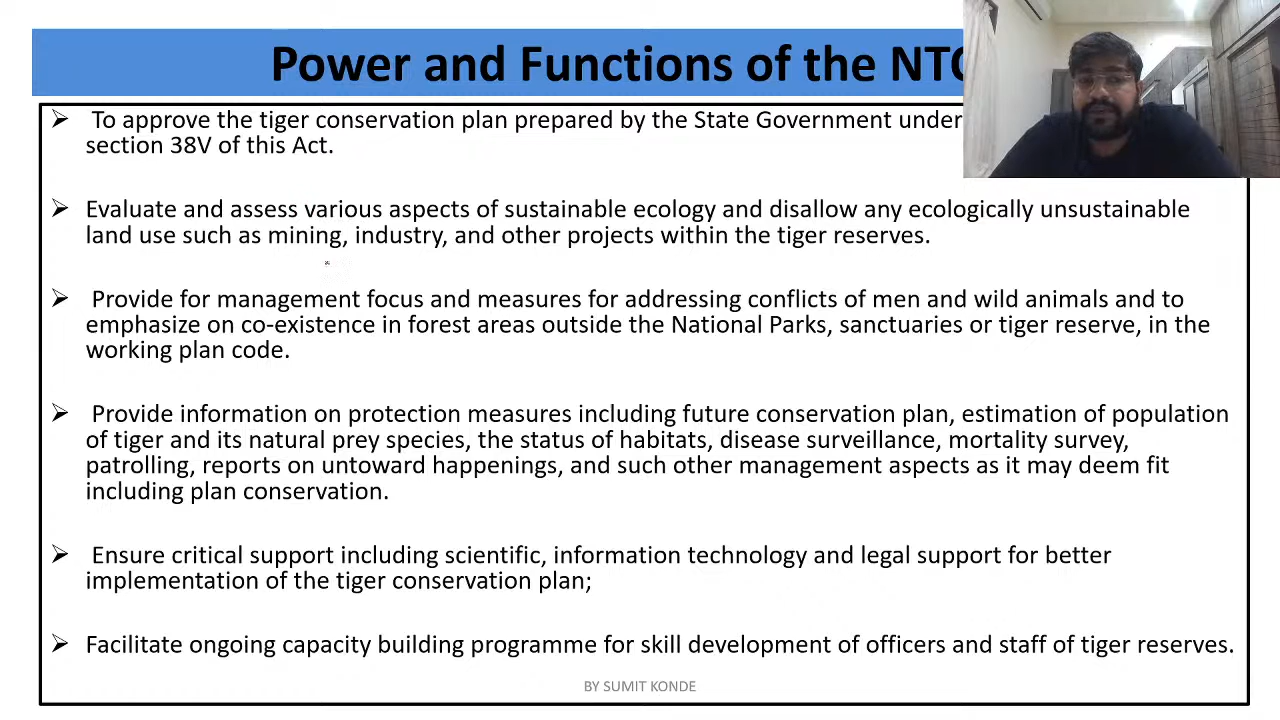 Power and Functions of the NTC
➢ To approve the tiger conservation plan prepared by the State Government under
section 38V of this Act.
➢ Evaluate and assess various aspects of sustainable ecology and disallow any ecologically unsustainable
land use such as mining, industry, and other projects within the tiger reserves.
➢ Provide for management focus and measures for addressing conflicts of men and wild animals and to
emphasize on co-existence in forest areas outside the National Parks, sanctuaries or tiger reserve, in the
working plan code.
➢ Provide information on protection measures including future conservation plan, estimation of population
of tiger and its natural prey species, the status of habitats, disease surveillance, mortality survey,
patrolling, reports on untoward happenings, and such other management aspects as it may deem fit
including plan conservation.
➢ Ensure critical support including scientific, information technology and legal support for better
implementation of the tiger conservation plan;
➢ Facilitate ongoing capacity building programme for skill development of officers and staff of tiger reserves.
BY SUMIT KONDE